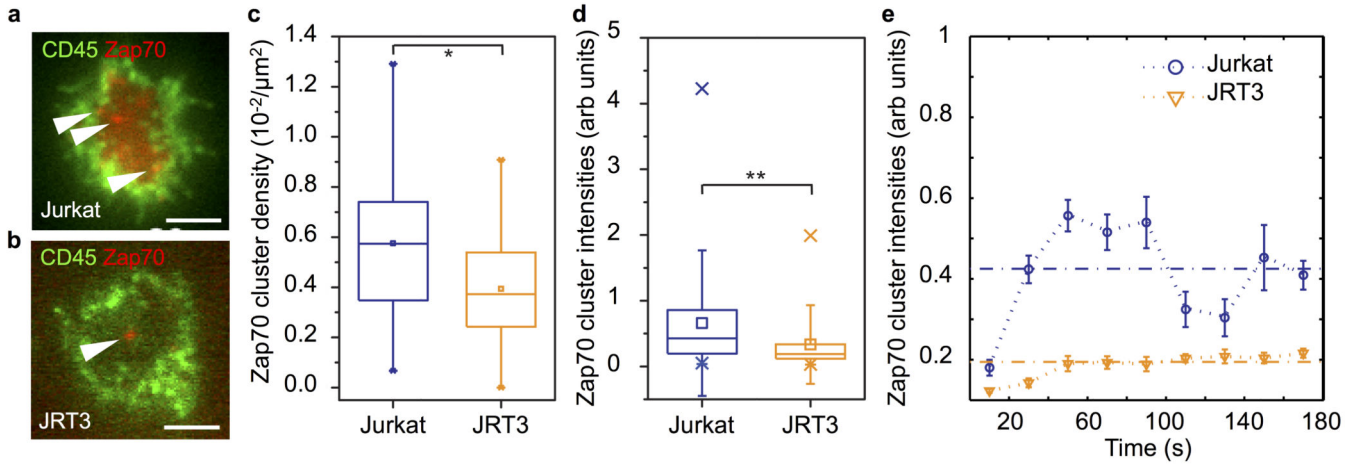 a
CD45 Zap70
Jurkat
b
CD45 Zap70
JRT3
c
Zap70 cluster density (10⁻²/µm²)
1.4
1.2
1.0
0.8
0.6
0.4
0.2
0.0
*
Jurkat JRT3
d
Zap70 cluster intensities (arb units)
5
4
3
2
1
0
**
Jurkat JRT3
e
Zap70 cluster intensities (arb units)
1
0.8
0.6
0.4
0.2
Jurkat
JRT3
20 60 100 140 180
Time (s)